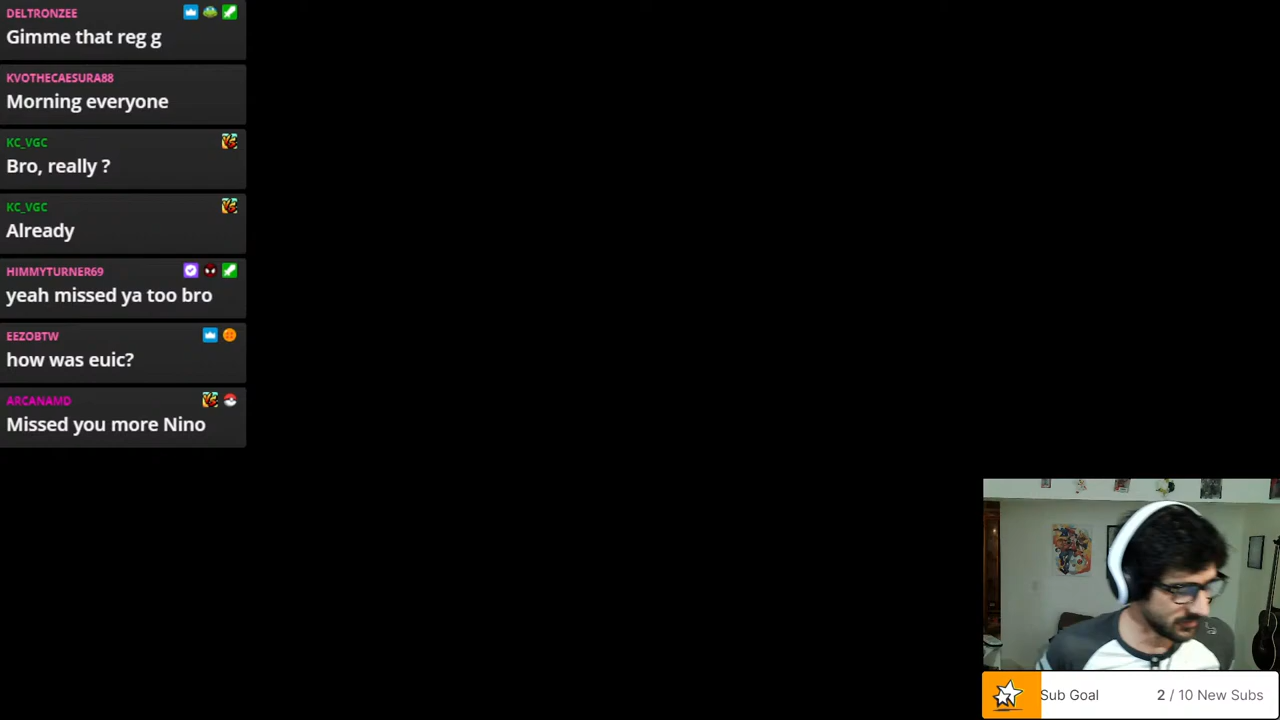 DELTRONZEE
Gimme that reg g
KVOTHECAESURA88
Morning everyone
KC_VGC
Bro, really ?
KC_VGC
Already
HIMMYTURNER69
yeah missed ya too bro
EEZOBTW
how was euic?
ARCANAMD
Missed you more Nino
Sub Goal 2 / 10 New Subs